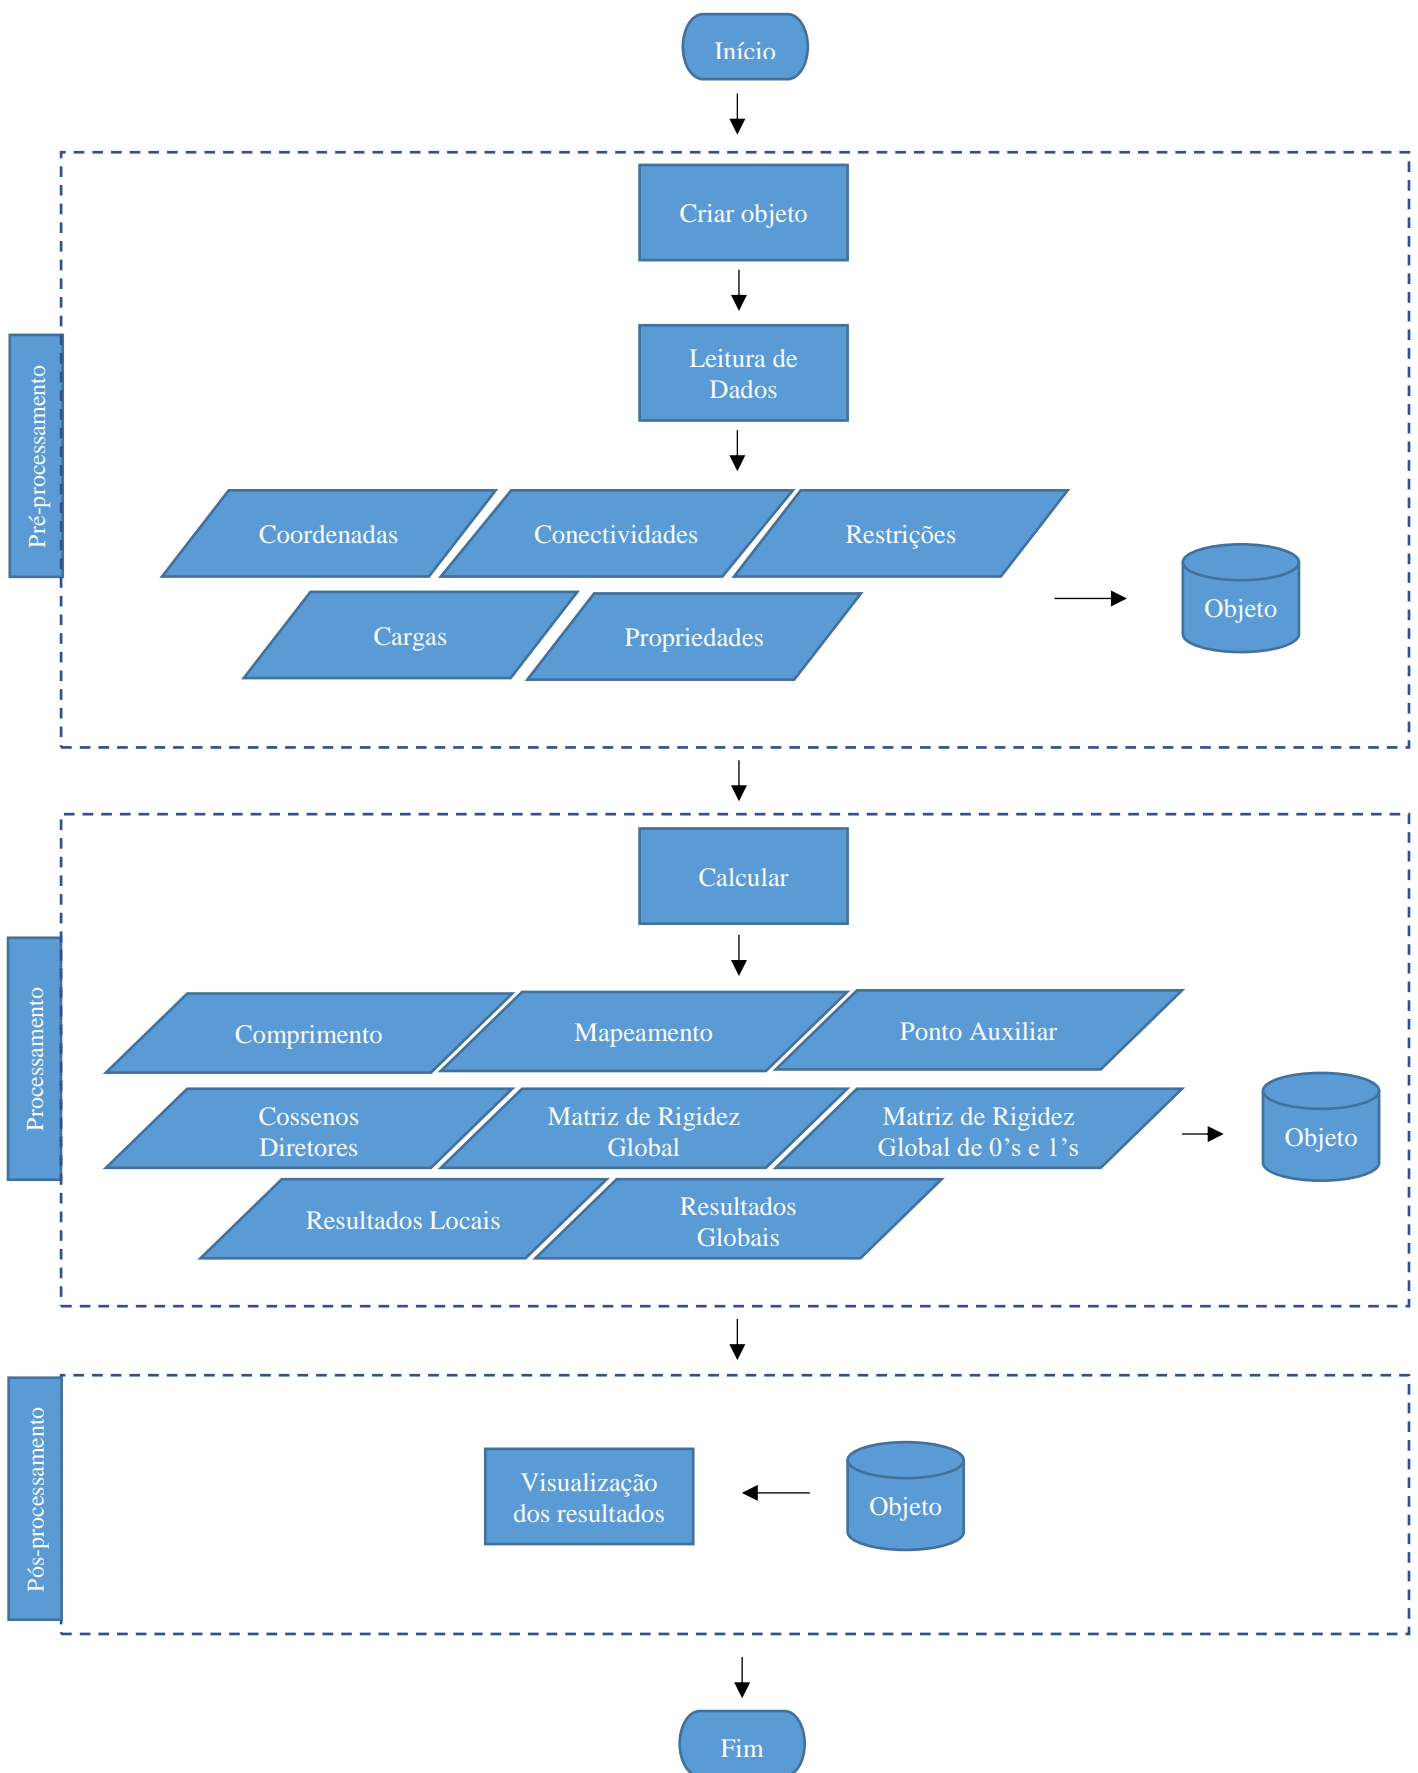 Início
Pré-processamento
Criar objeto
Leitura de
Dados
Coordenadas
Conectividades
Restrições
Cargas
Propriedades
Objeto
Processamento
Calcular
Comprimento
Mapeamento
Ponto Auxiliar
Cossenos
Diretores
Matriz de Rigidez
Global
Matriz de Rigidez
Global de 0’s e 1’s
Resultados Locais
Resultados
Globais
Objeto
Pós-processamento
Visualização
dos resultados
Objeto
Fim